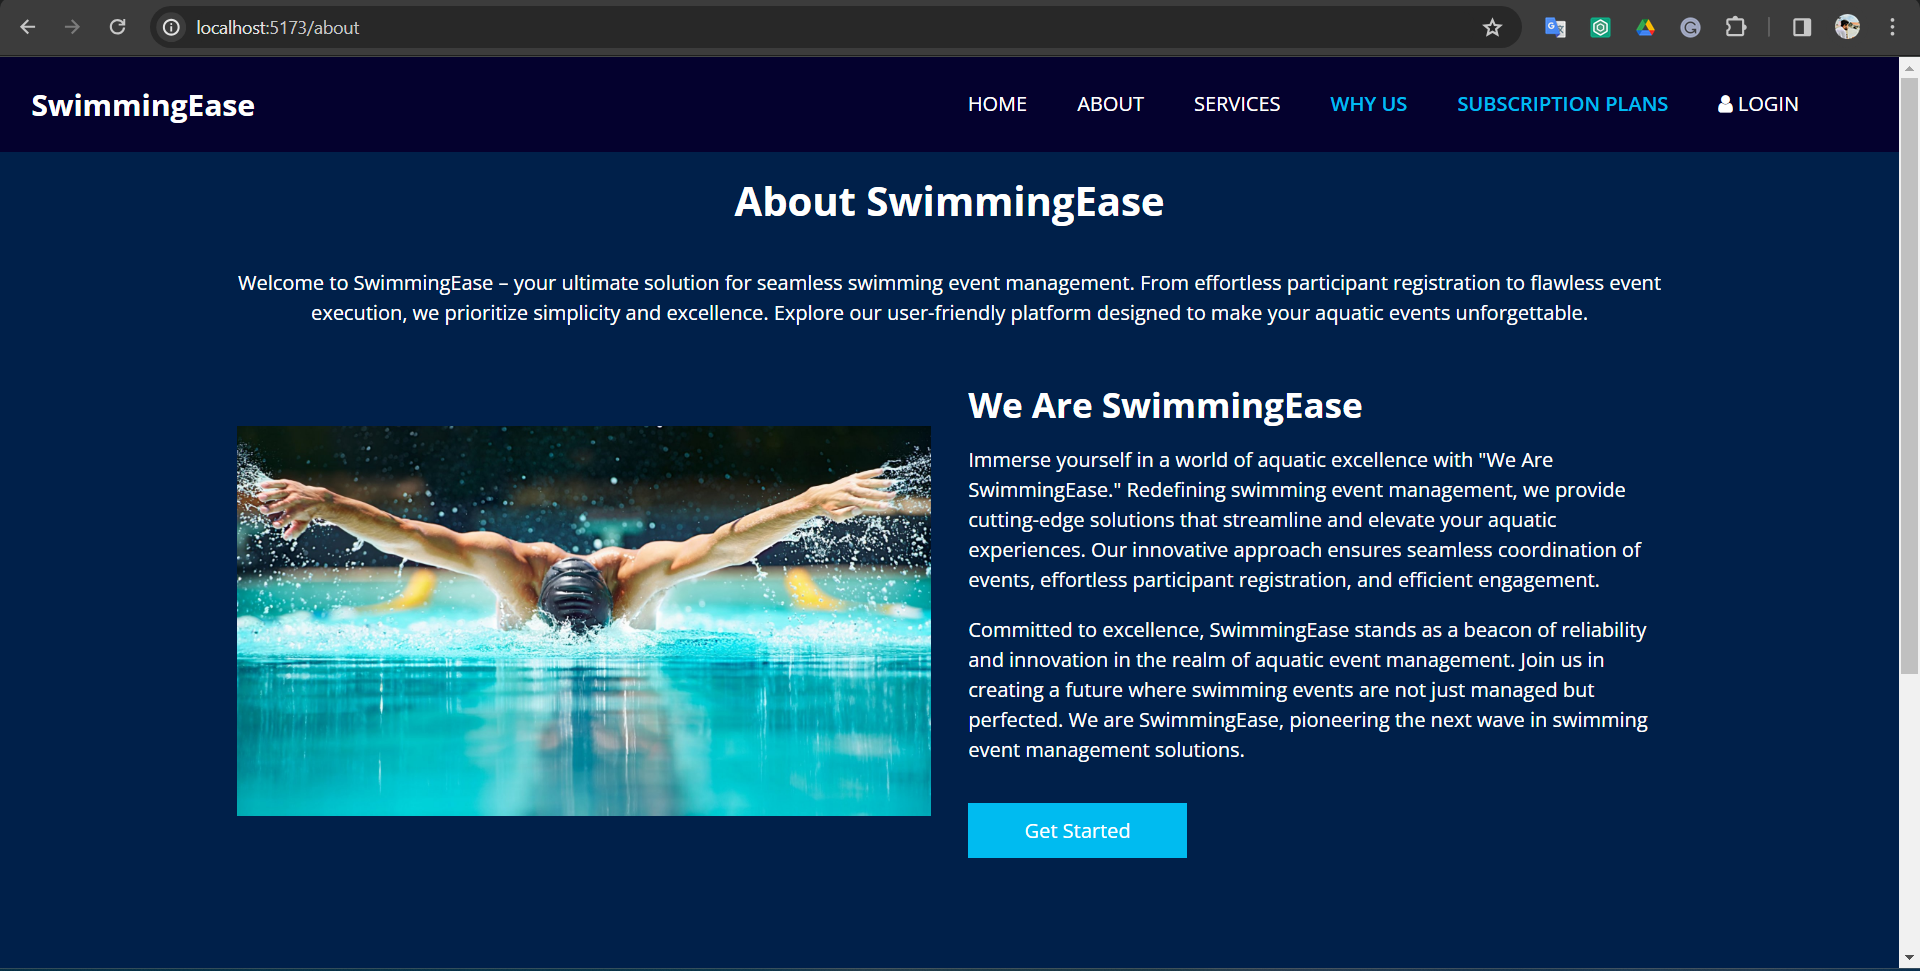 localhost:5173/about
SwimmingEase
HOME ABOUT SERVICES WHY US SUBSCRIPTION PLANS LOGIN
About SwimmingEase
Welcome to SwimmingEase – your ultimate solution for seamless swimming event management. From effortless participant registration to flawless event
execution, we prioritize simplicity and excellence. Explore our user-friendly platform designed to make your aquatic events unforgettable.
We Are SwimmingEase
Immerse yourself in a world of aquatic excellence with "We Are
SwimmingEase." Redefining swimming event management, we provide
cutting-edge solutions that streamline and elevate your aquatic
experiences. Our innovative approach ensures seamless coordination of
events, effortless participant registration, and efficient engagement.
Committed to excellence, SwimmingEase stands as a beacon of reliability
and innovation in the realm of aquatic event management. Join us in
creating a future where swimming events are not just managed but
perfected. We are SwimmingEase, pioneering the next wave in swimming
event management solutions.
Get Started